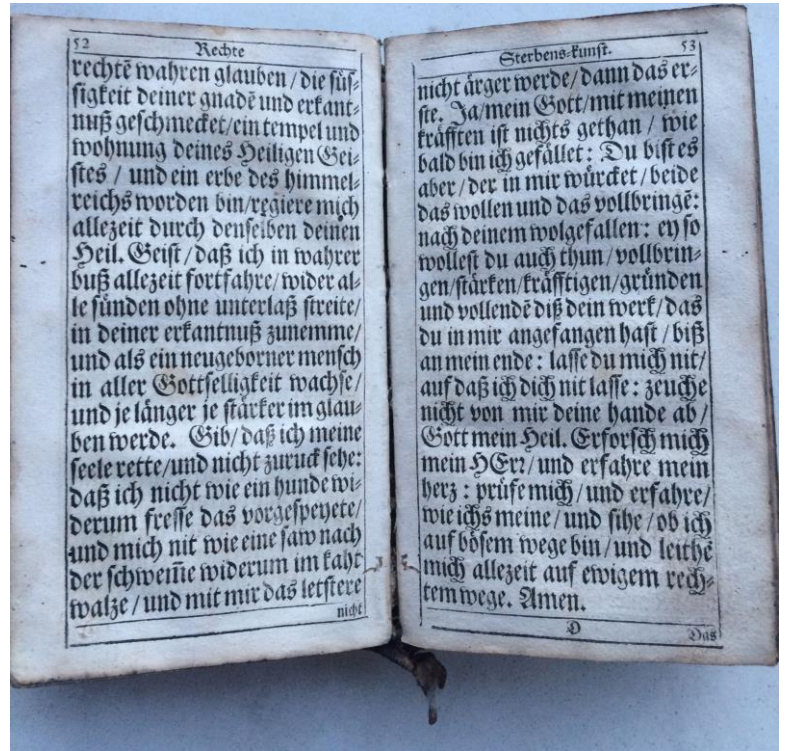 52
Rechte
rechtē wahren glauben / die süs⸗
sigkeit deiner gnadē und erkant⸗
nuß geschmecket/ein tempel und
wohnung deines Heiligen Gei⸗
stes / und ein erbe des himmel⸗
reichs worden bin/regiere mich
allezeit durch denselben deinen
Heil. Geist / daß ich in wahrer
buß allezeit fortfahre/wider al⸗
le sünden ohne unterlaß streite/
in deiner erkantnuß zunemme/
und als ein neugeborner mensch
in aller Gottselligkeit wachse/
und je länger je stärker im glau⸗
ben werde. Gib/ daß ich meine
seele rette/und nicht zuruck sehe:
daß ich nicht wie ein hunde wi⸗
derum fresse das vorgespeyete/
und mich nit wie eine saw nach
der schwem̄e widerum im kaht
walze / und mit mir das letstere
nicht
Sterbens⸗kunst.
53
nicht ärger werde/dann das er⸗
ste. Ja/mein Gott/mit meinen
kräfften ist nichts gethan / wie
bald bin ich gefället: Du bist es
aber/der in mir würcket/beide
das wollen und das vollbringē:
nach deinem wolgefallen: ey so
wollest du auch thun/vollbrin⸗
gen/stärken/kräfftigen/gründen
und vollendē diß dein werk/das
du in mir angefangen hast / biß
an mein ende: lasse du mich nit/
auf daß ich dich nit lasse: zeuche
nicht von mir deine hande ab /
Gott mein Heil. Erforsch mich
mein HErr/und erfahre mein
herz: prüfe mich/und erfahre/
wie ichs meine/und sihe/ob ich
auf bösem wege bin/und leithē
mich allezeit auf ewigem rech⸗
tem wege. Amen.
D
Das